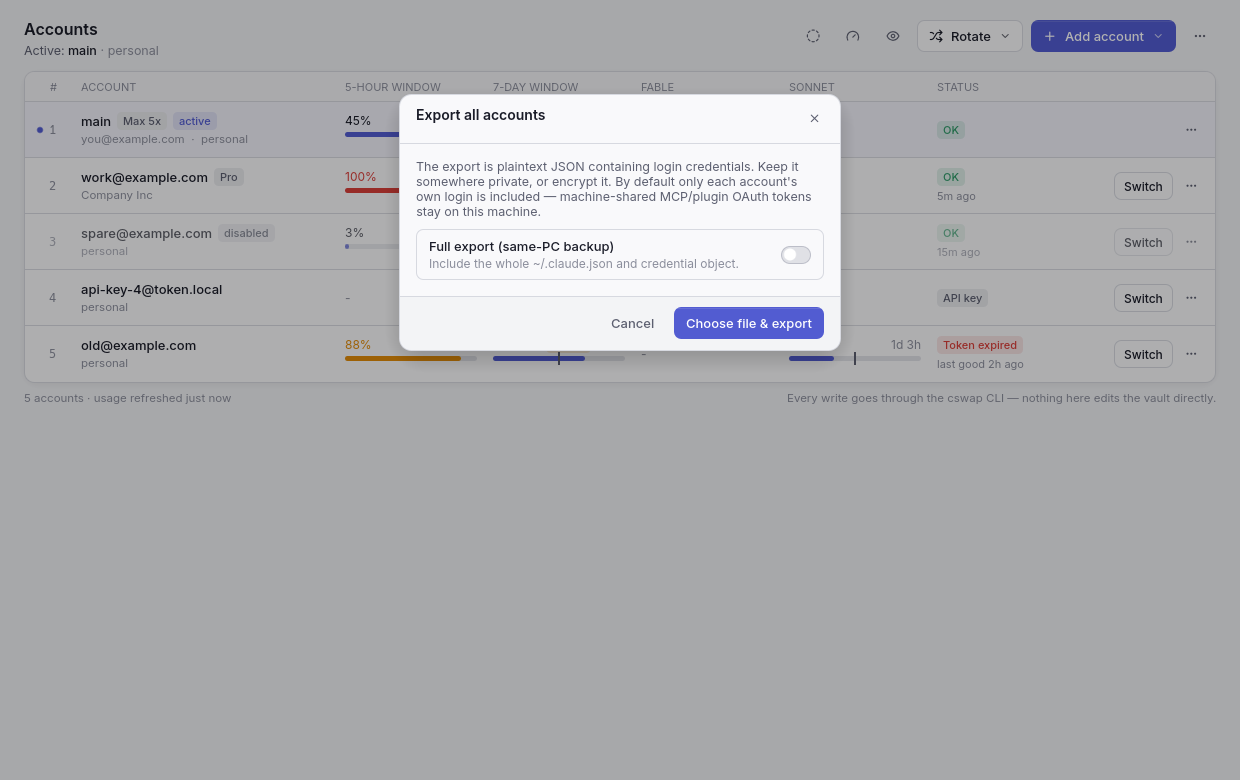 Accounts
Active: main · personal
Rotate
Add account
# ACCOUNT 5-HOUR WINDOW 7-DAY WINDOW FABLE SONNET STATUS
1 main Max 5x active 45% OK
you@example.com · personal
2 work@example.com Pro 100% OK
Company Inc 5m ago Switch
3 spare@example.com disabled 3% OK
personal 15m ago Switch
4 api-key-4@token.local - API key Switch
personal
5 old@example.com 88% 1d 3h Token expired
personal - last good 2h ago Switch
5 accounts · usage refreshed just now
Every write goes through the cswap CLI — nothing here edits the vault directly.
Export all accounts
The export is plaintext JSON containing login credentials. Keep it
somewhere private, or encrypt it. By default only each account's
own login is included — machine-shared MCP/plugin OAuth tokens
stay on this machine.
Full export (same-PC backup)
Include the whole ~/.claude.json and credential object.
Cancel
Choose file & export